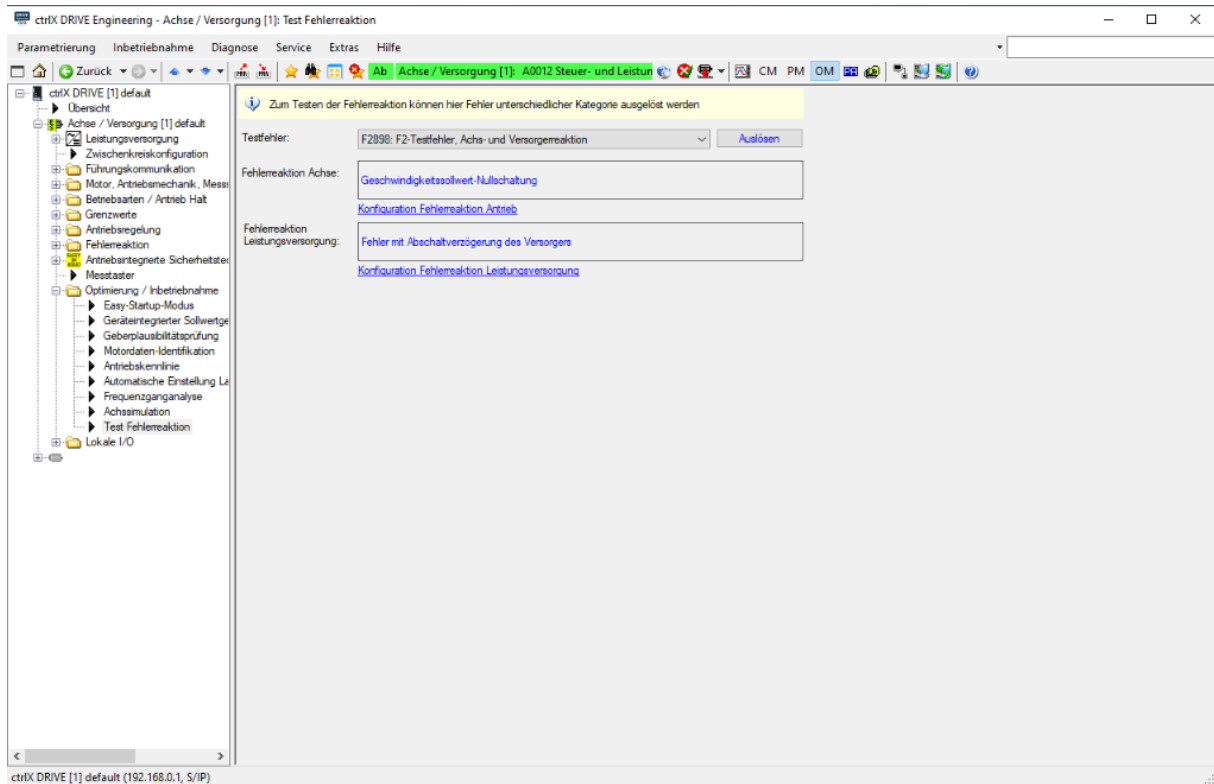 ctrlX DRIVE Engineering - Achse / Versorgung [1]: Test Fehlerreaktion
Parametrierung Inbetriebnahme Diagnose Service Extras Hilfe
Zurück Ab Achse / Versorgung [1]: A0012 Steuer- und Leistun CM PM OM
ctrlX DRIVE [1] default
Übersicht
Achse / Versorgung [1] default
Leistungsversorgung
Zwischenkreiskonfiguration
Führungskommunikation
Motor, Antriebsmechanik, Mess
Betriebsarten / Antrieb Halt
Grenzwerte
Antriebsregelung
Fehlerreaktion
Antriebsintegrierte Sicherheitste
Messtaster
Optimierung / Inbetriebnahme
Easy-Startup-Modus
Geräteintegrierter Sollwertge
Geberplausibilitätsprüfung
Motordaten-Identifikation
Antriebskennlinie
Automatische Einstellung La
Frequenzganganalyse
Achssimulation
Test Fehlerreaktion
Lokale I/O
Zum Testen der Fehlerreaktion können hier Fehler unterschiedlicher Kategorie ausgelöst werden
Testfehler: F2898: F2-Testfehler, Achs- und Versorgerreaktion Auslösen
Fehlerreaktion Achse:
Geschwindigkeitssollwert-Nullschaltung
Konfiguration Fehlerreaktion Antrieb
Fehlerreaktion
Leistungsversorgung:
Fehler mit Abschaltverzögerung des Versorgers
Konfiguration Fehlerreaktion Leistungsversorgung
ctrlX DRIVE [1] default (192.168.0.1, S/IP)